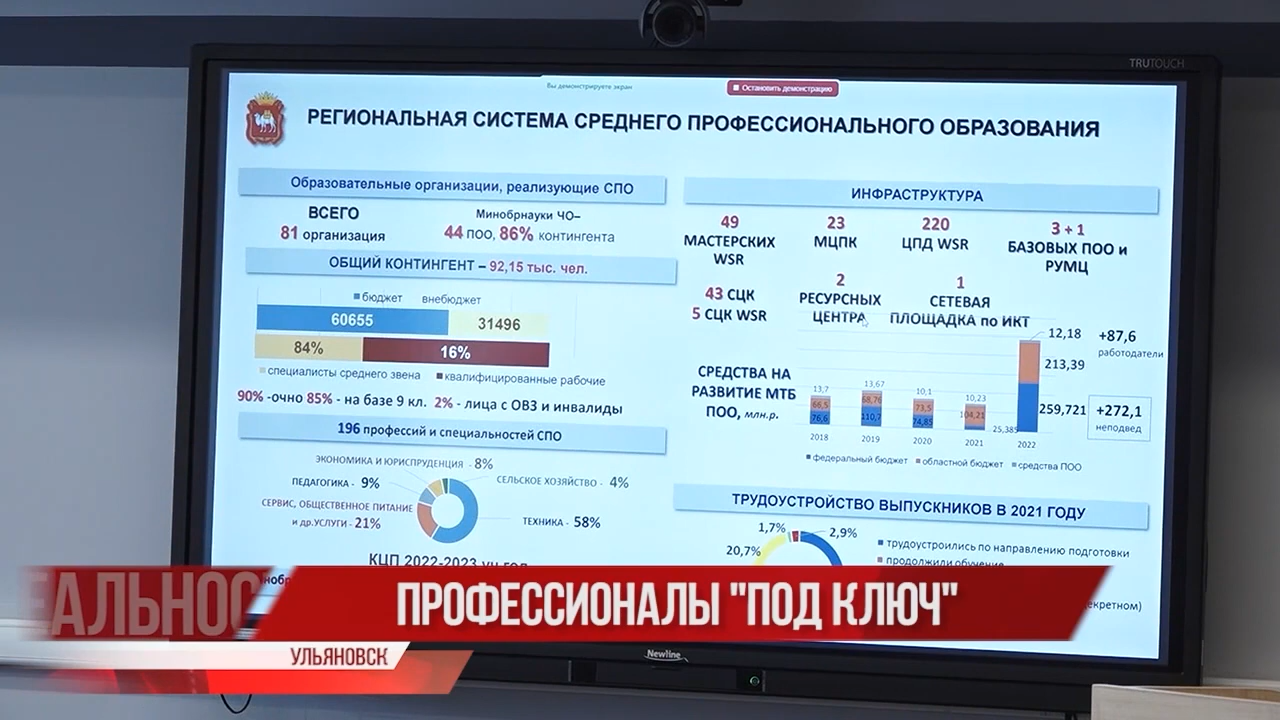 TRUTOUCH
Вы демонстрируете экран
Остановить демонстрацию
РЕГИОНАЛЬНАЯ СИСТЕМА СРЕДНЕГО ПРОФЕССИОНАЛЬНОГО ОБРАЗОВАНИЯ
Образовательные организации, реализующие СПО
ВСЕГО
81 организация
Минобрнауки ЧО–
44 ПОО, 86% контингента
ОБЩИЙ КОНТИНГЕНТ – 92,15 тыс. чел.
бюджет внебюджет
60655 31496
84% 16%
специалисты среднего звена квалифицированные рабочие
90% -очно 85% - на базе 9 кл. 2% - лица с ОВЗ и инвалиды
196 профессий и специальностей СПО
ЭКОНОМИКА И ЮРИСПРУДЕНЦИЯ - 8%
ПЕДАГОГИКА - 9%
СЕЛЬСКОЕ ХОЗЯЙСТВО - 4%
СЕРВИС, ОБЩЕСТВЕННОЕ ПИТАНИЕ
и др.УСЛУГИ - 21%
ТЕХНИКА - 58%
КЦП 2022-2023 уч.год
ИНФРАСТРУКТУРА
49
МАСТЕРСКИХ
WSR
23
МЦПК
220
ЦПД WSR
3 + 1
БАЗОВЫХ ПОО и
РУМЦ
43 СЦК
5 СЦК WSR
2
РЕСУРСНЫХ
ЦЕНТРА
1
СЕТЕВАЯ
ПЛОЩАДКА по ИКТ
СРЕДСТВА НА
РАЗВИТИЕ МТБ
ПОО, млн.р.
13,7 13,67 10,1 10,23 12,18
66,5 68,76 73,5 104,21 213,39
76,6 110,7 74,85 25,385 259,721
2018 2019 2020 2021 2022
+87,6
работодатели
+272,1
неподвед
федеральный бюджет областной бюджет средства ПОО
ТРУДОУСТРОЙСТВО ВЫПУСКНИКОВ В 2021 ГОДУ
1,7% 2,9%
20,7%
трудоустроились по направлению подготовки
продолжили обучение
екретном)
нобр
ЕАЛЬНОС
ПРОФЕССИОНАЛЫ "ПОД КЛЮЧ"
УЛЬЯНОВСК
Newline